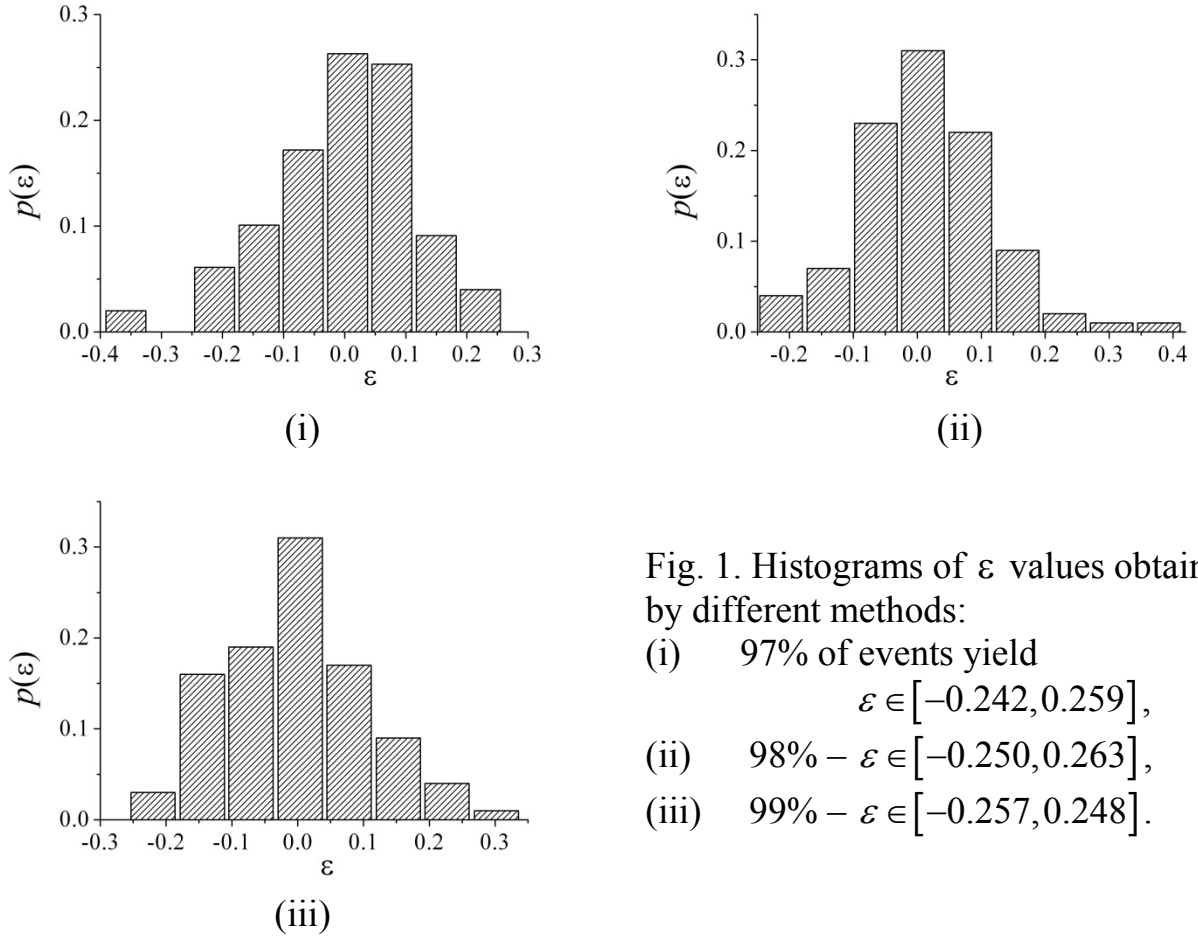 0.3
0.2
0.1
0.0
p(ε)
-0.4 -0.3 -0.2 -0.1 0.0 0.1 0.2 0.3
ε
(i)
0.3
0.2
0.1
0.0
p(ε)
-0.2 -0.1 0.0 0.1 0.2 0.3 0.4
ε
(ii)
0.3
0.2
0.1
0.0
p(ε)
-0.3 -0.2 -0.1 0.0 0.1 0.2 0.3
ε
(iii)
Fig. 1. Histograms of ε values obtain
by different methods:
(i) 97% of events yield
ε ∈ [−0.242, 0.259],
(ii) 98% – ε ∈ [−0.250, 0.263],
(iii) 99% – ε ∈ [−0.257, 0.248].